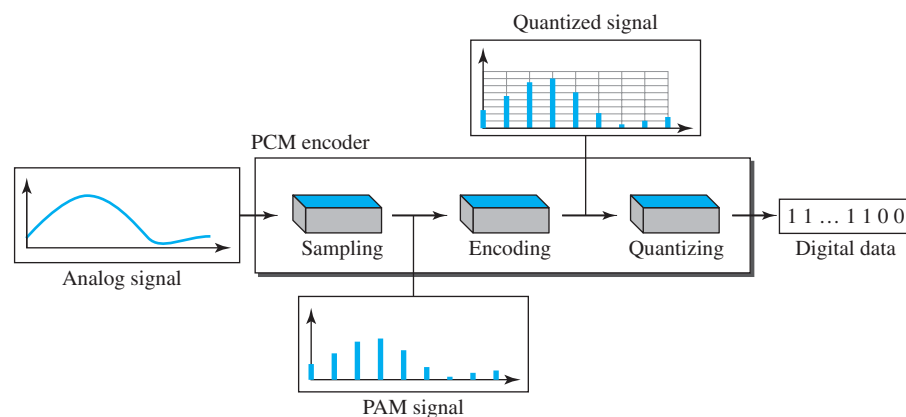 Quantized signal
PCM encoder
Sampling
Encoding
Quantizing
1 1 ... 1 1 0 0
Digital data
Analog signal
PAM signal